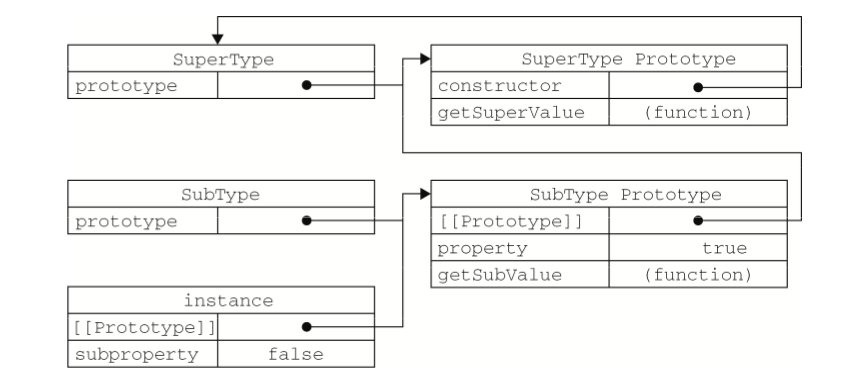 SuperType
prototype
SuperType Prototype
constructor
getSuperValue (function)
SubType
prototype
SubType Prototype
[[Prototype]]
property true
getSubValue (function)
instance
[[Prototype]]
subproperty false